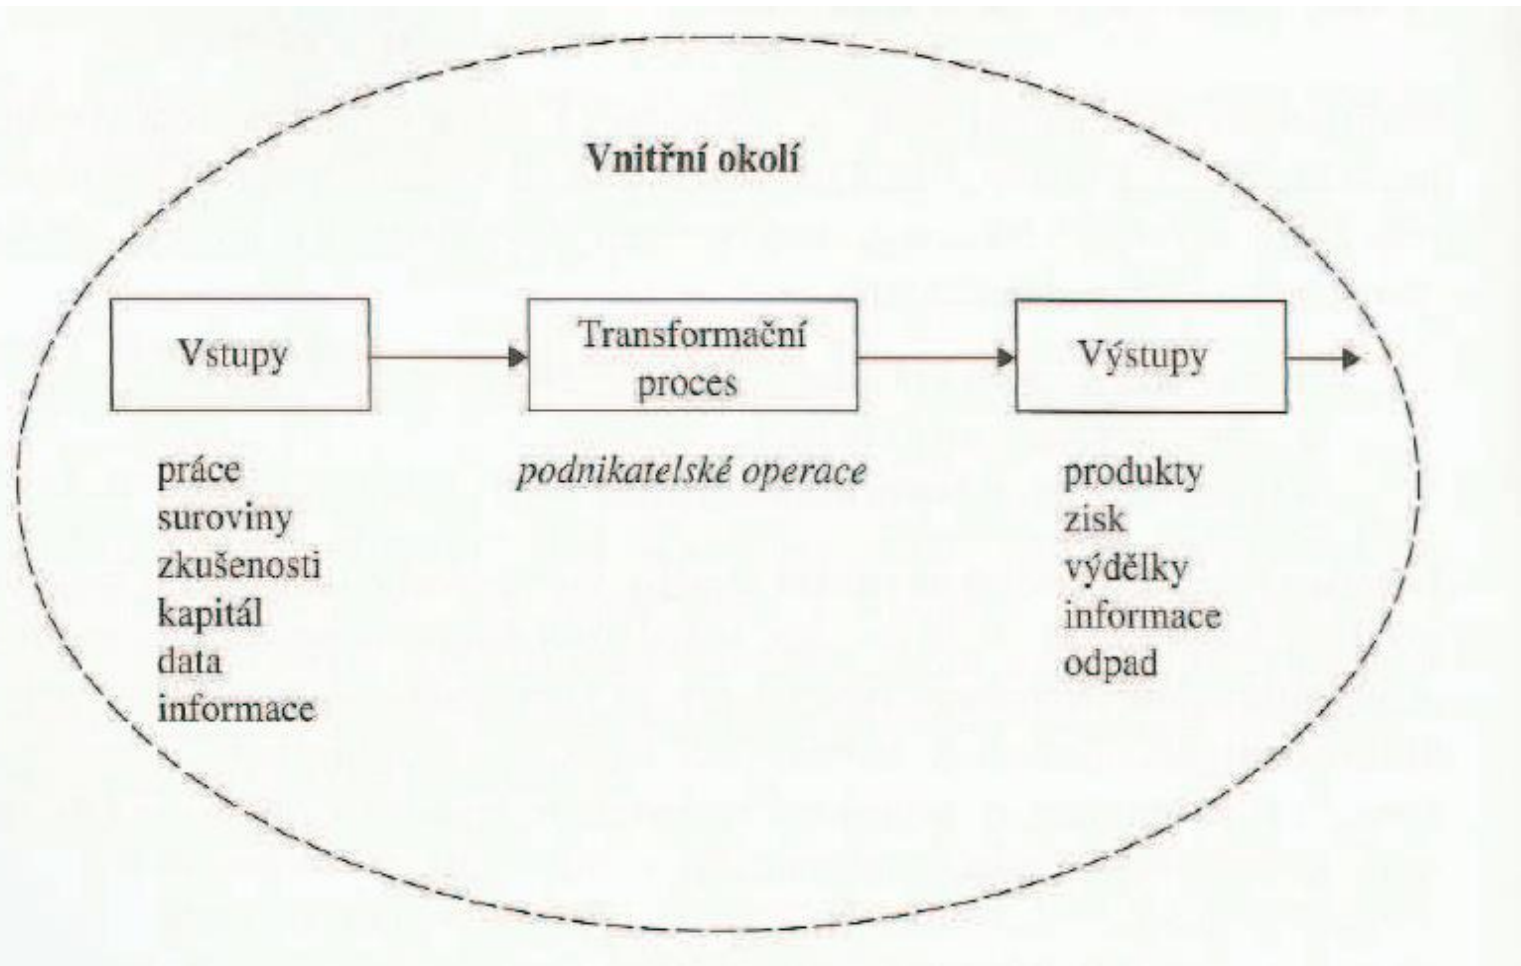 Vnitřní okolí
Vstupy
Transformační
proces
Výstupy
práce
suroviny
zkušenosti
kapitál
data
informace
podnikatelské operace
produkty
zisk
výdělky
informace
odpad